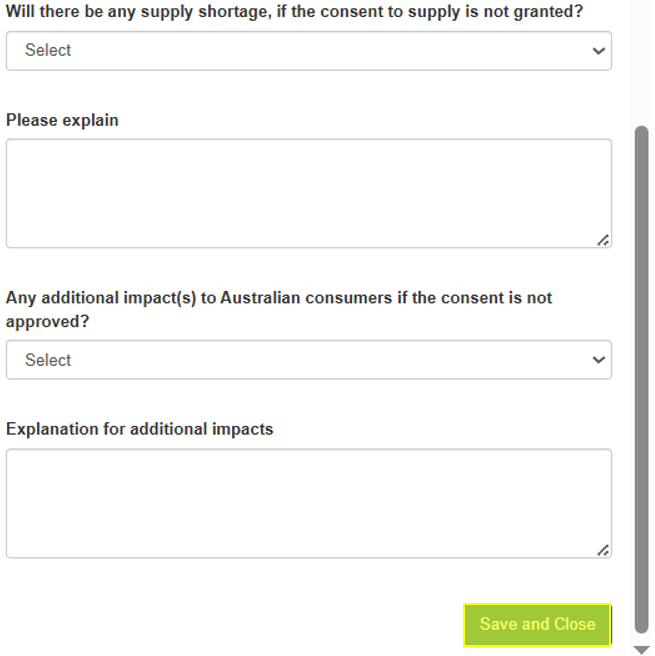 Will there be any supply shortage, if the consent to supply is not granted?
Select
Please explain
Any additional impact(s) to Australian consumers if the consent is not
approved?
Select
Explanation for additional impacts
Save and Close